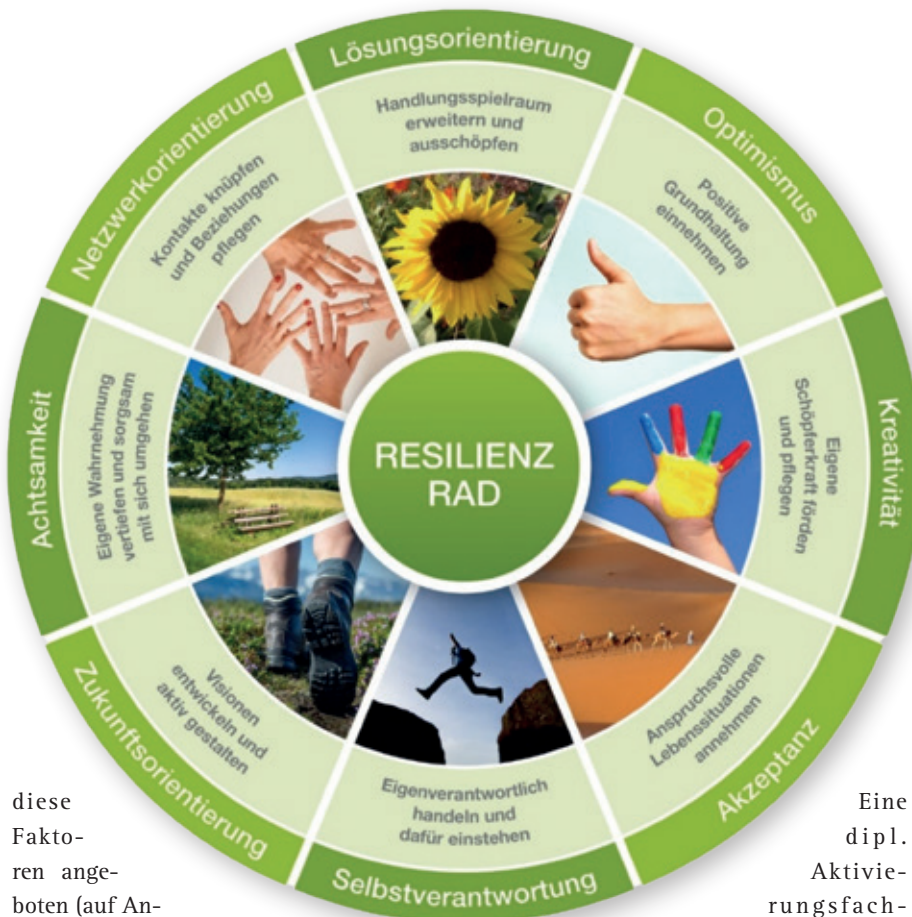 Lösungsorientierung
Handlungsspielraum
erweitern und
ausschöpfen
Optimismus
Positive
Grundhaltung
einnehmen
Kreativität
Eigene
Schöpferkraft förden
und pflegen
Akzeptanz
Anspruchsvolle
Lebenssituationen
annehmen
Selbstverantwortung
Eigenverantwortlich
handeln und
dafür einstehen
Zukunftsorientierung
Visionen
entwickeln und
aktiv gestalten
Achtsamkeit
Eigene Wahrnehmung
vertiefen und sorgsam
mit sich umgehen
Netzwerkorientierung
Kontakte knüpfen
und Beziehungen
pflegen
RESILIENZ
RAD
diese
Fakto-
ren ange-
boten (auf An-
Eine
dipl.
Aktivie-
rungsfach-